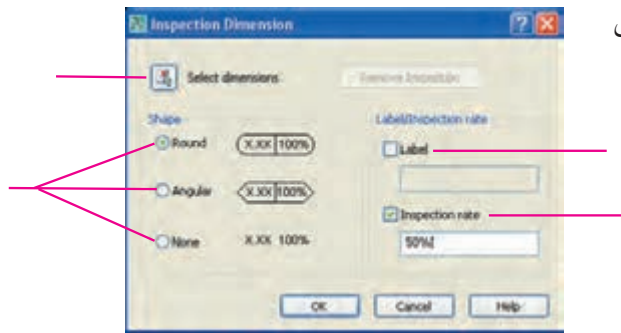 Inspection Dimension
Select dimensions
Remove Inspection
Shape
Label/Inspection rate
Round
X.XX 100%
Label
Angular
X.XX 100%
Inspection rate
None
X.XX 100%
50%
OK
Cancel
Help